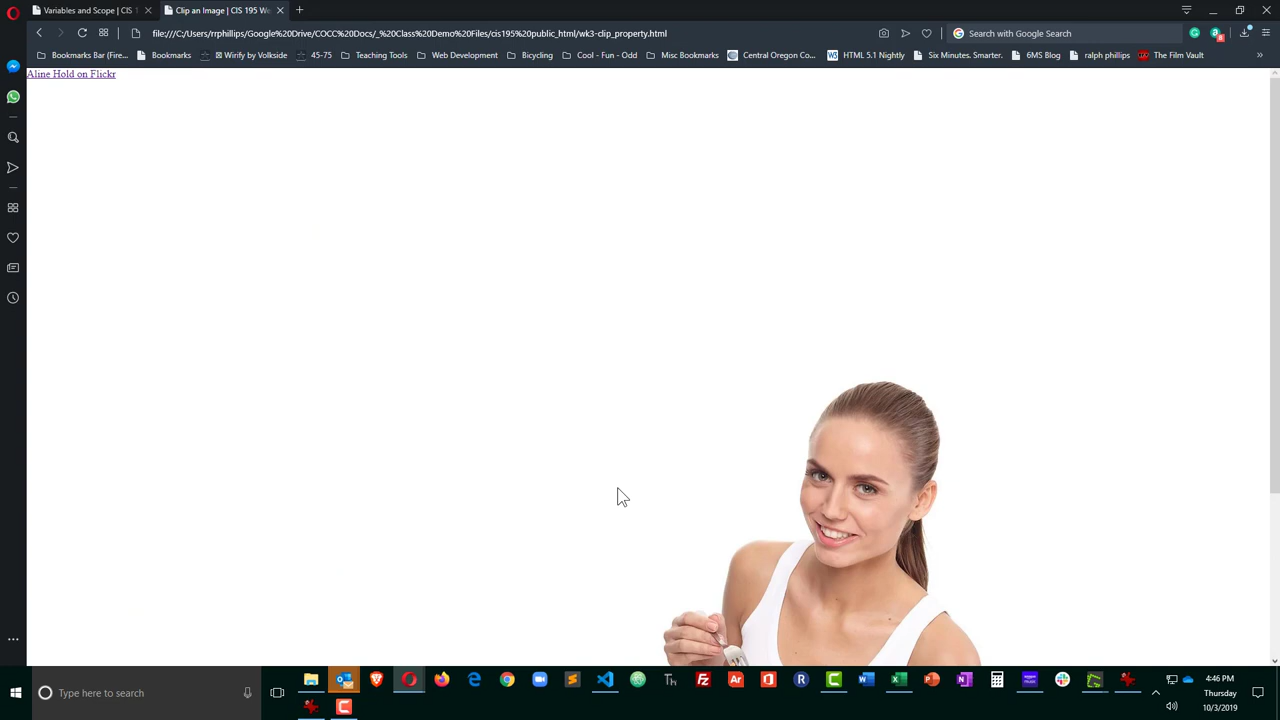 Variables and Scope | CIS 1
Clip an Image | CIS 195 We
file:///C:/Users/rrphillips/Google%20Drive/COCC%20Docs/_%20Class%20Demo%20Files/cis195%20public_html/wk3-clip_property.html
Search with Google Search
Bookmarks Bar (Fire...
Bookmarks
Wirify by Volkside
45-75
Teaching Tools
Web Development
Bicycling
Cool - Fun - Odd
Misc Bookmarks
Central Oregon Co...
HTML 5.1 Nightly
Six Minutes. Smarter.
6MS Blog
ralph phillips
The Film Vault
»
Aline Hold on Flickr
Type here to search
4:46 PM
Thursday
10/3/2019